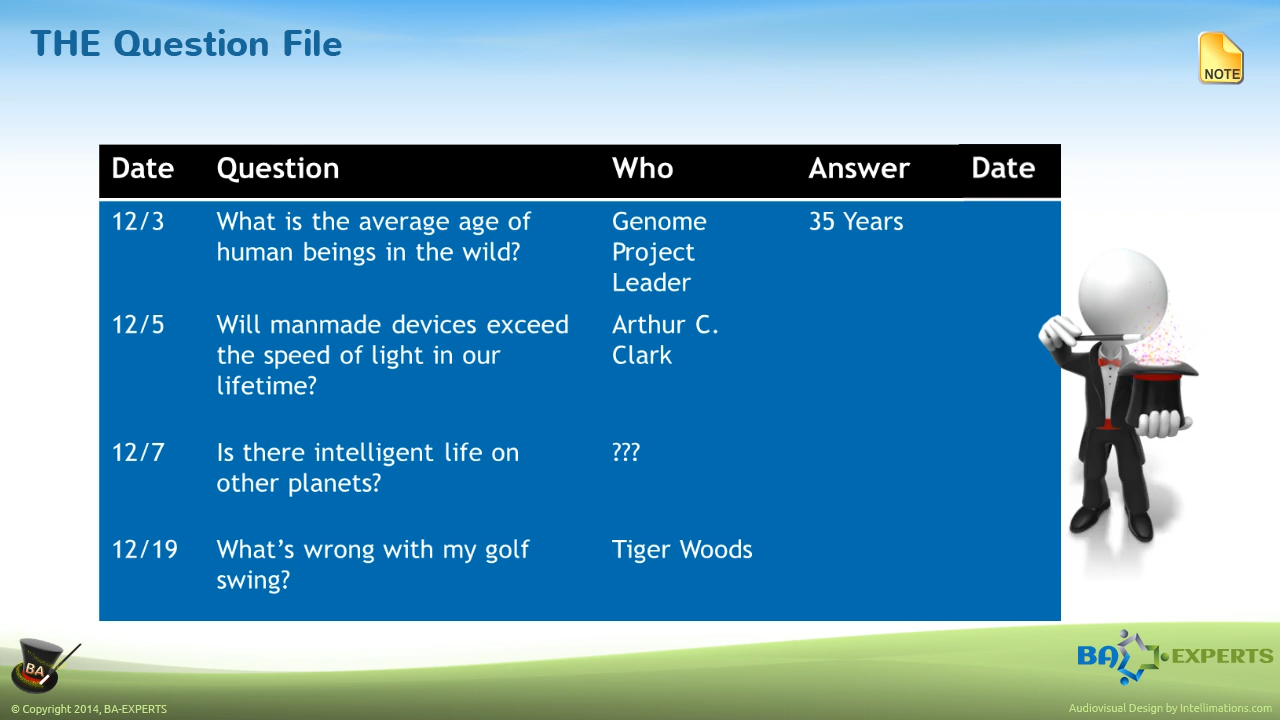 THE Question File
NOTE
Date Question Who Answer Date
12/3 What is the average age of Genome 35 Years
human beings in the wild? Project
Leader
12/5 Will manmade devices exceed Arthur C.
the speed of light in our Clark
lifetime?
12/7 Is there intelligent life on ???
other planets?
12/19 What’s wrong with my golf Tiger Woods
swing?
BA
BA EXPERTS
© Copyright 2014, BA-EXPERTS
Audiovisual Design by Intellimations.com